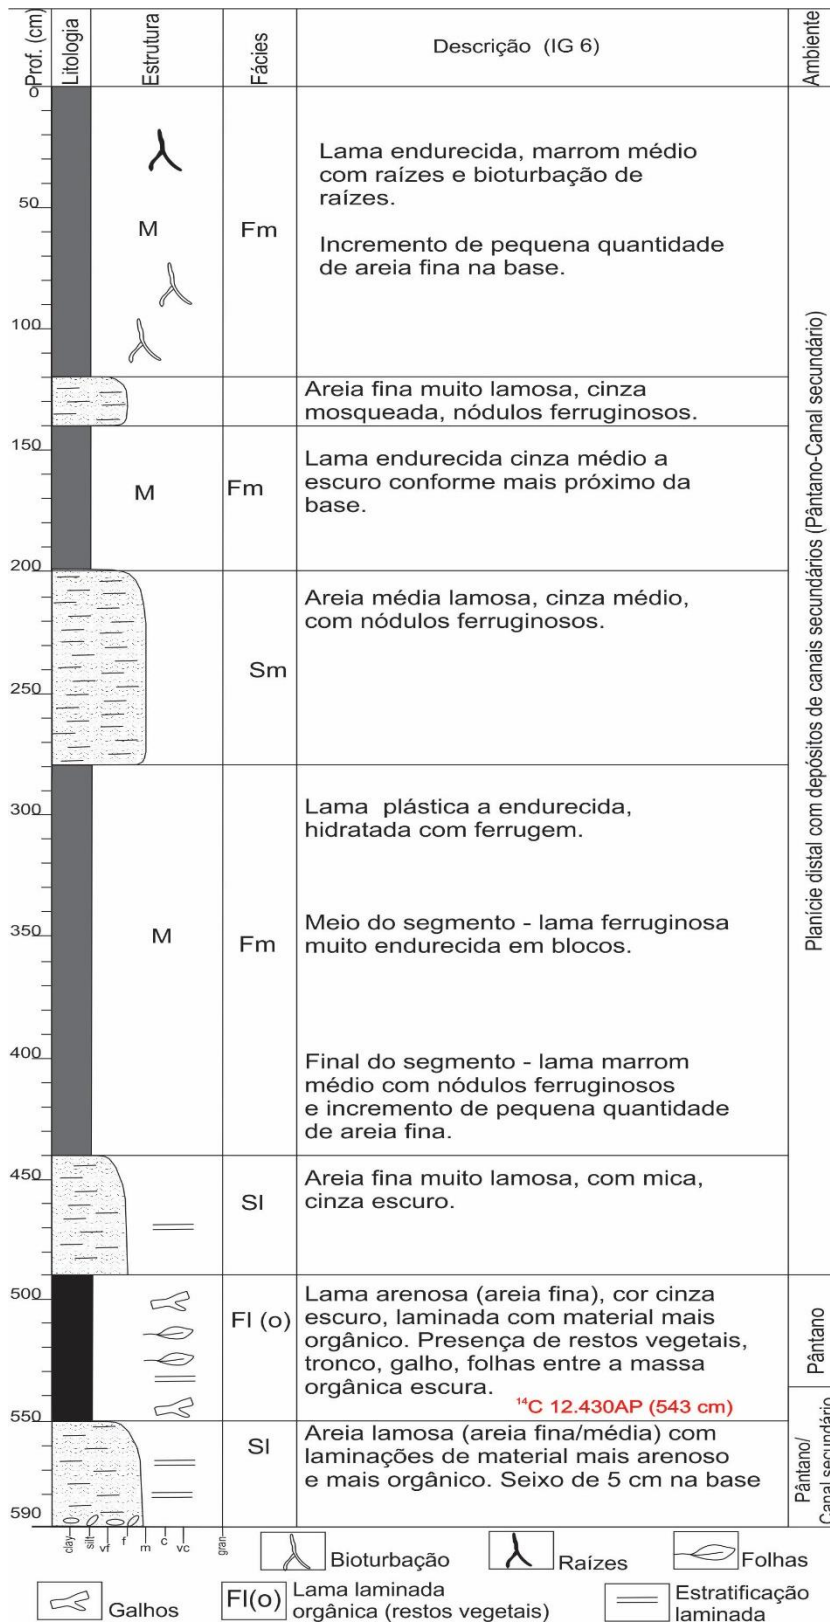 Prof. (cm)
Litologia
Estrutura
Fácies
Descrição (IG 6)
Ambiente
0
50
100
150
200
250
300
350
400
450
500
550
590
M
Fm
Lama endurecida, marrom médio
com raízes e bioturbação de
raízes.
Incremento de pequena quantidade
de areia fina na base.
Areia fina muito lamosa, cinza
mosqueada, nódulos ferruginosos.
M
Fm
Lama endurecida cinza médio a
escuro conforme mais próximo da
base.
Sm
Areia média lamosa, cinza médio,
com nódulos ferruginosos.
M
Fm
Lama plástica a endurecida,
hidratada com ferrugem.
Meio do segmento - lama ferruginosa
muito endurecida em blocos.
Final do segmento - lama marrom
médio com nódulos ferruginosos
e incremento de pequena quantidade
de areia fina.
Sl
Areia fina muito lamosa, com mica,
cinza escuro.
Fl (o)
Lama arenosa (areia fina), cor cinza
escuro, laminada com material mais
orgânico. Presença de restos vegetais,
tronco, galho, folhas entre a massa
orgânica escura.
¹⁴C 12.430AP (543 cm)
Sl
Areia lamosa (areia fina/média) com
laminações de material mais arenoso
e mais orgânico. Seixo de 5 cm na base
Planície distal com depósitos de canais secundários (Pântano-Canal secundário)
Pântano
Pântano/
Canal secundário
clay
silt
vf
f
m
c
vc
gran
Bioturbação
Raízes
Folhas
Galhos
Fl(o)
Lama laminada
orgânica (restos vegetais)
Estratificação
laminada